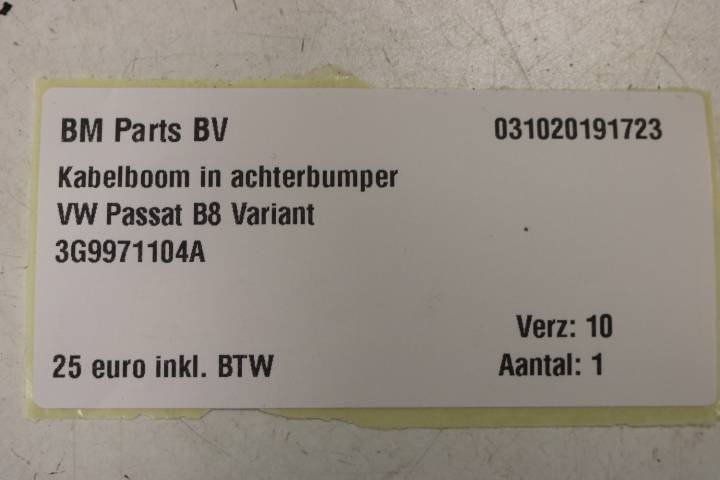 BM Parts BV 031020191723
Kabelboom in achterbumper
VW Passat B8 Variant
3G9971104A
Verz: 10
25 euro inkl. BTW Aantal: 1